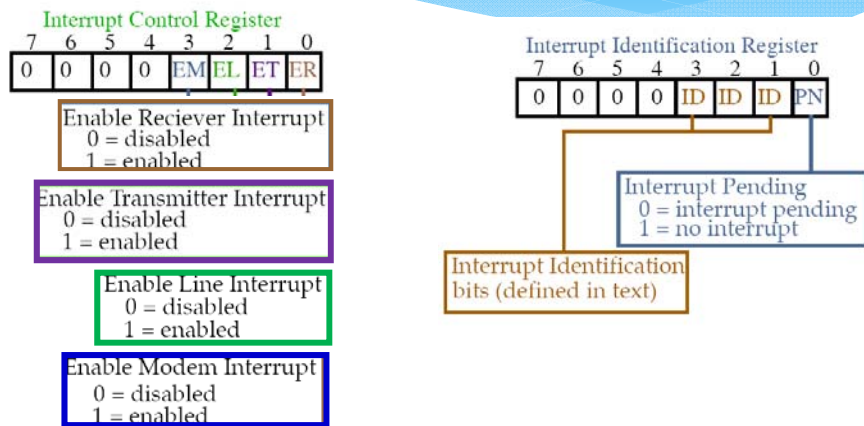 Interrupt Control Register
7 6 5 4 3 2 1 0
0 0 0 0 EM EL ET ER
Enable Reciever Interrupt
0 = disabled
1 = enabled
Enable Transmitter Interrupt
0 = disabled
1 = enabled
Enable Line Interrupt
0 = disabled
1 = enabled
Enable Modem Interrupt
0 = disabled
1 = enabled
Interrupt Identification Register
7 6 5 4 3 2 1 0
0 0 0 0 ID ID ID PN
Interrupt Pending
0 = interrupt pending
1 = no interrupt
Interrupt Identification
bits (defined in text)